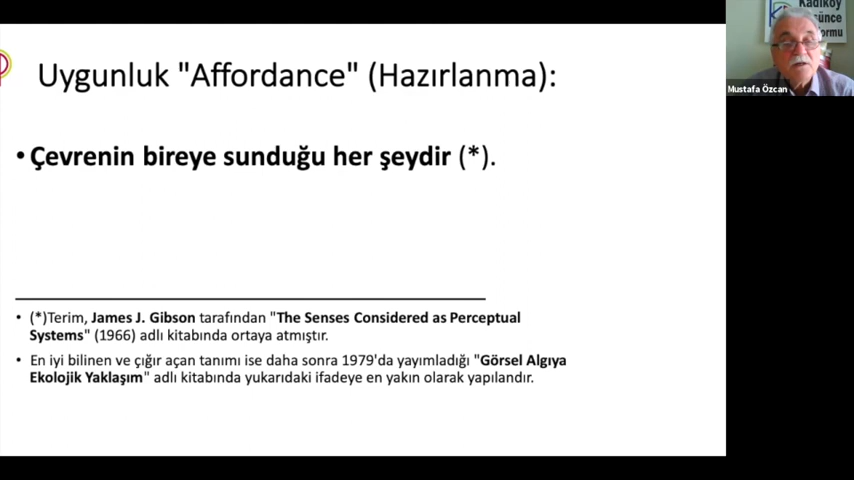 Uygunluk "Affordance" (Hazırlanma):
• Çevrenin bireye sunduğu her şeydir (*).
• (*)Terim, James J. Gibson tarafından "The Senses Considered as Perceptual
Systems" (1966) adlı kitabında ortaya atmıştır.
• En iyi bilinen ve çığır açan tanımı ise daha sonra 1979'da yayımladığı "Görsel Algıya
Ekolojik Yaklaşım" adlı kitabında yukarıdaki ifadeye en yakın olarak yapılandır.
Kadıköy
Mustafa Özcan